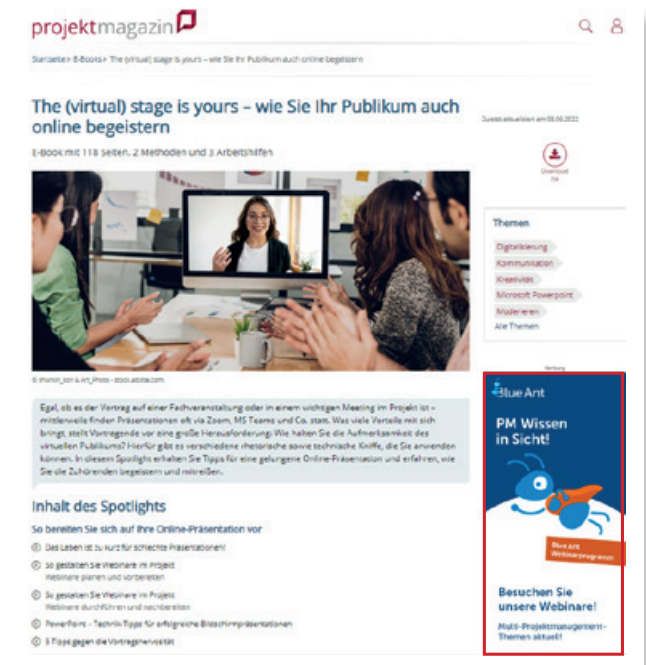 projektmagazin
Startseite › E-Books › The (virtual) stage is yours – wie Sie Ihr Publikum auch online begeistern
The (virtual) stage is yours – wie Sie Ihr Publikum auch
online begeistern
E-Book mit 118 Seiten, 2 Methoden und 3 Arbeitshilfen
Zuletzt aktualisiert am
Download
Themen
Digitalisierung
Kommunikation
Kreativität
Microsoft Powerpoint
Moderieren
Alle Themen
Werbung
Blue Ant
PM Wissen
in Sicht!
Blue Ant
Webinarprogramm
Besuchen Sie
unsere Webinare!
Multi-Projektmanagement-
Themen aktuell!
stock.adobe.com
Egal, ob es der Vortrag auf einer Fachveranstaltung oder in einem wichtigen Meeting im Projekt ist –
mittlerweile finden Präsentationen oft via Zoom, MS Teams und Co. statt. Was viele Vorteile mit sich
bringt, stellt Vortragende vor eine große Herausforderung: Wie halten Sie die Aufmerksamkeit des
virtuellen Publikums? Hierfür gibt es verschiedene rhetorische sowie technische Kniffe, die Sie anwenden
können. In diesem Spotlight erhalten Sie Tipps für eine gelungene Online-Präsentation und erfahren, wie
Sie die Zuhörenden begeistern und mitreißen.
Inhalt des Spotlights
So bereiten Sie sich auf Ihre Online-Präsentation vor
Das Leben ist zu kurz für schlechte Präsentationen!
So gestalten Sie Webinare im Projekt
Webinare planen und vorbereiten
So gestalten Sie Webinare im Projekt
Webinare durchführen und nachbereiten
PowerPoint – Technik-Tipps für erfolgreiche Bildschirmpräsentationen
5 Tipps gegen die Vortragsnervosität